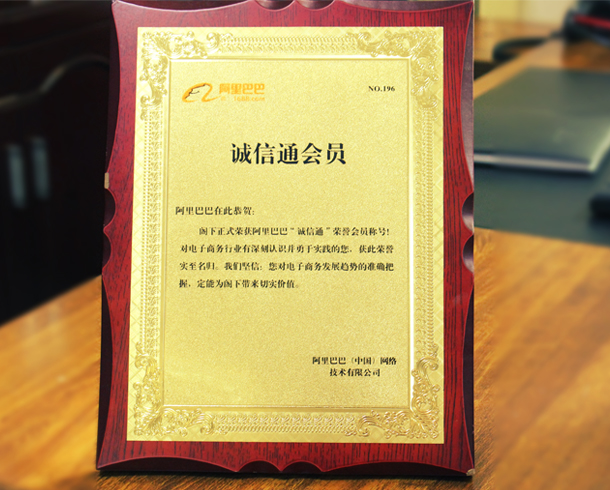 阿里巴巴
1688.com
NO.196
诚信通会员
阿里巴巴在此恭贺:
阁下正式荣获阿里巴巴“诚信通”荣誉会员称号!
对电子商务行业有深刻认识并勇于实践的您, 获此荣誉
实至名归。我们坚信: 您对电子商务发展趋势的准确把
握, 定能为阁下带来切实价值。
阿里巴巴(中国)网络
技术有限公司